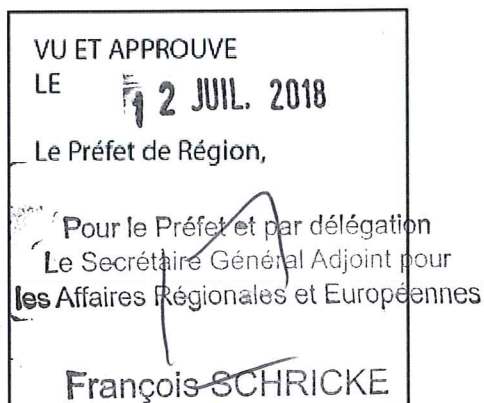 VU ET APPROUVE
LE 12 JUIL. 2018
Le Préfet de Région,
Pour le Préfet et par délégation
Le Secrétaire Général Adjoint pour
les Affaires Régionales et Européennes
François SCHRICKE